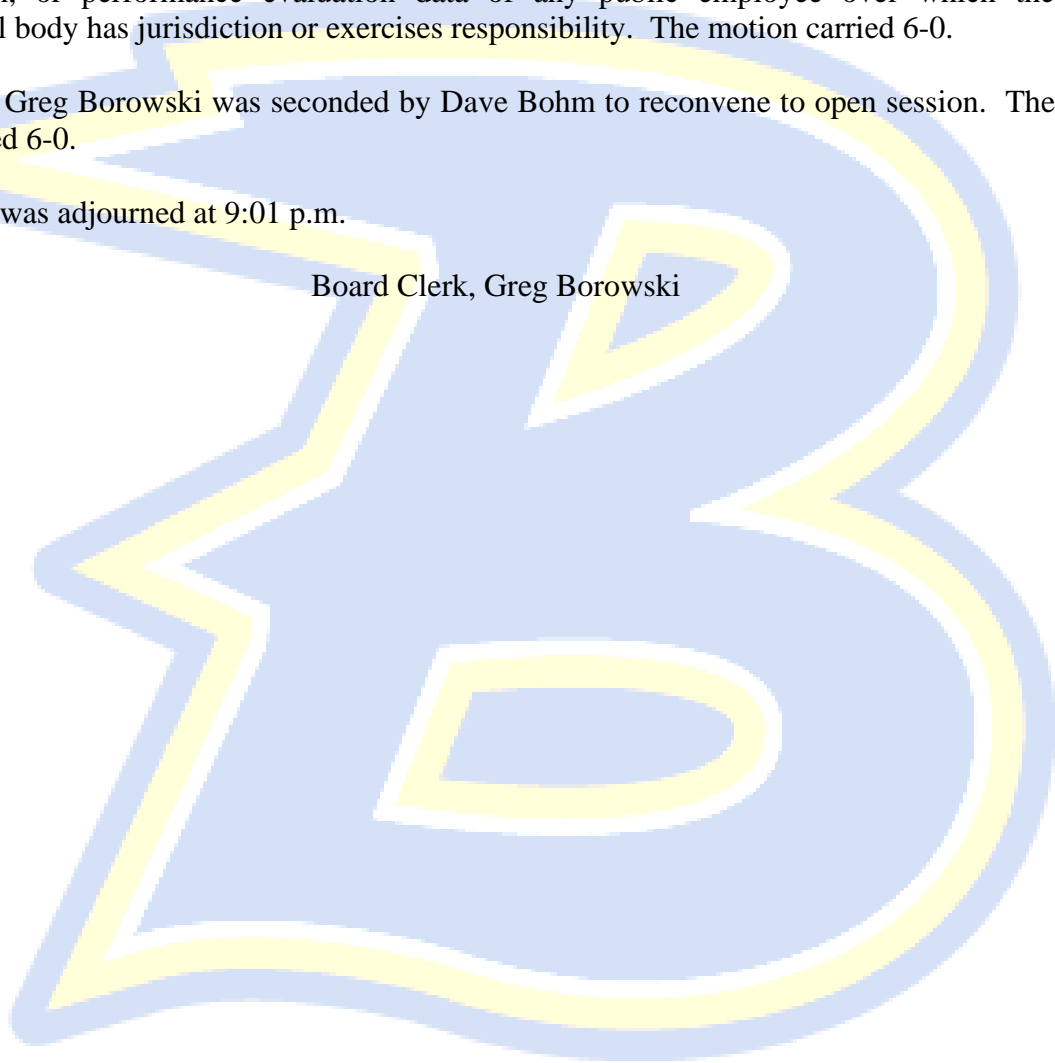 or performance evaluation data of any public employee over which the
body has jurisdiction or exercises responsibility. The motion carried 6-0.
Greg Borowski was seconded by Dave Bohm to reconvene to open session. The
6-0.
was adjourned at 9:01 p.m.
Board Clerk, Greg Borowski
B